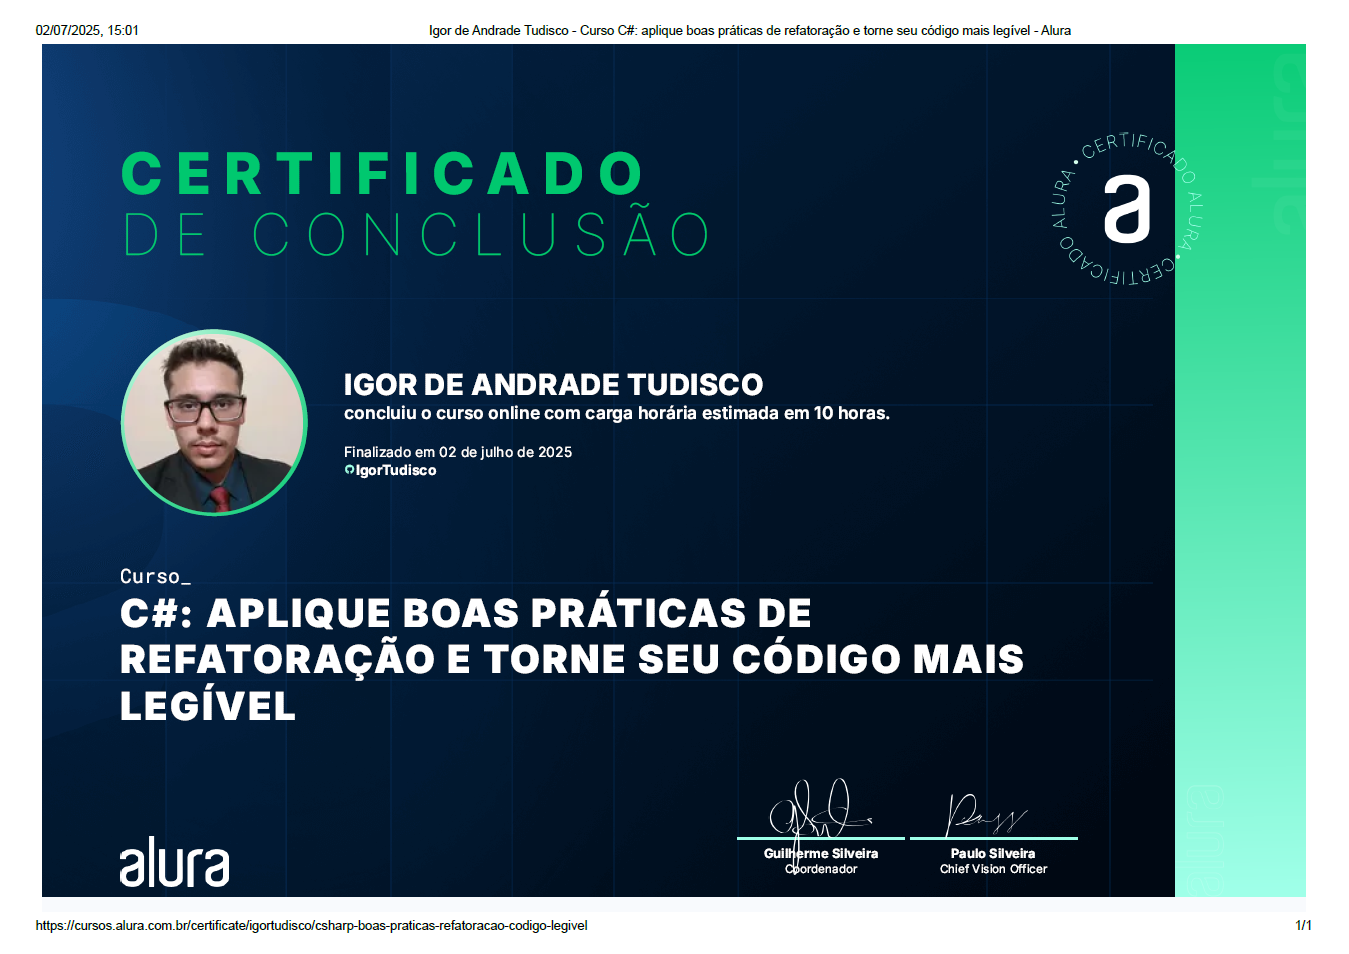 02/07/2025, 15:01
Igor de Andrade Tudisco - Curso C#: aplique boas práticas de refatoração e torne seu código mais legível - Alura
CERTIFICADO
DE CONCLUSÃO
CERTIFICADO ALURA • CERTIFICADO ALURA •
a
alura
IGOR DE ANDRADE TUDISCO
concluiu o curso online com carga horária estimada em 10 horas.
Finalizado em 02 de julho de 2025
IgorTudisco
Curso_
C#: APLIQUE BOAS PRÁTICAS DE
REFATORAÇÃO E TORNE SEU CÓDIGO MAIS
LEGÍVEL
alura
Guilherme Silveira
Coordenador
Paulo Silveira
Chief Vision Officer
alura
https://cursos.alura.com.br/certificate/igortudisco/csharp-boas-praticas-refatoracao-codigo-legivel
1/1